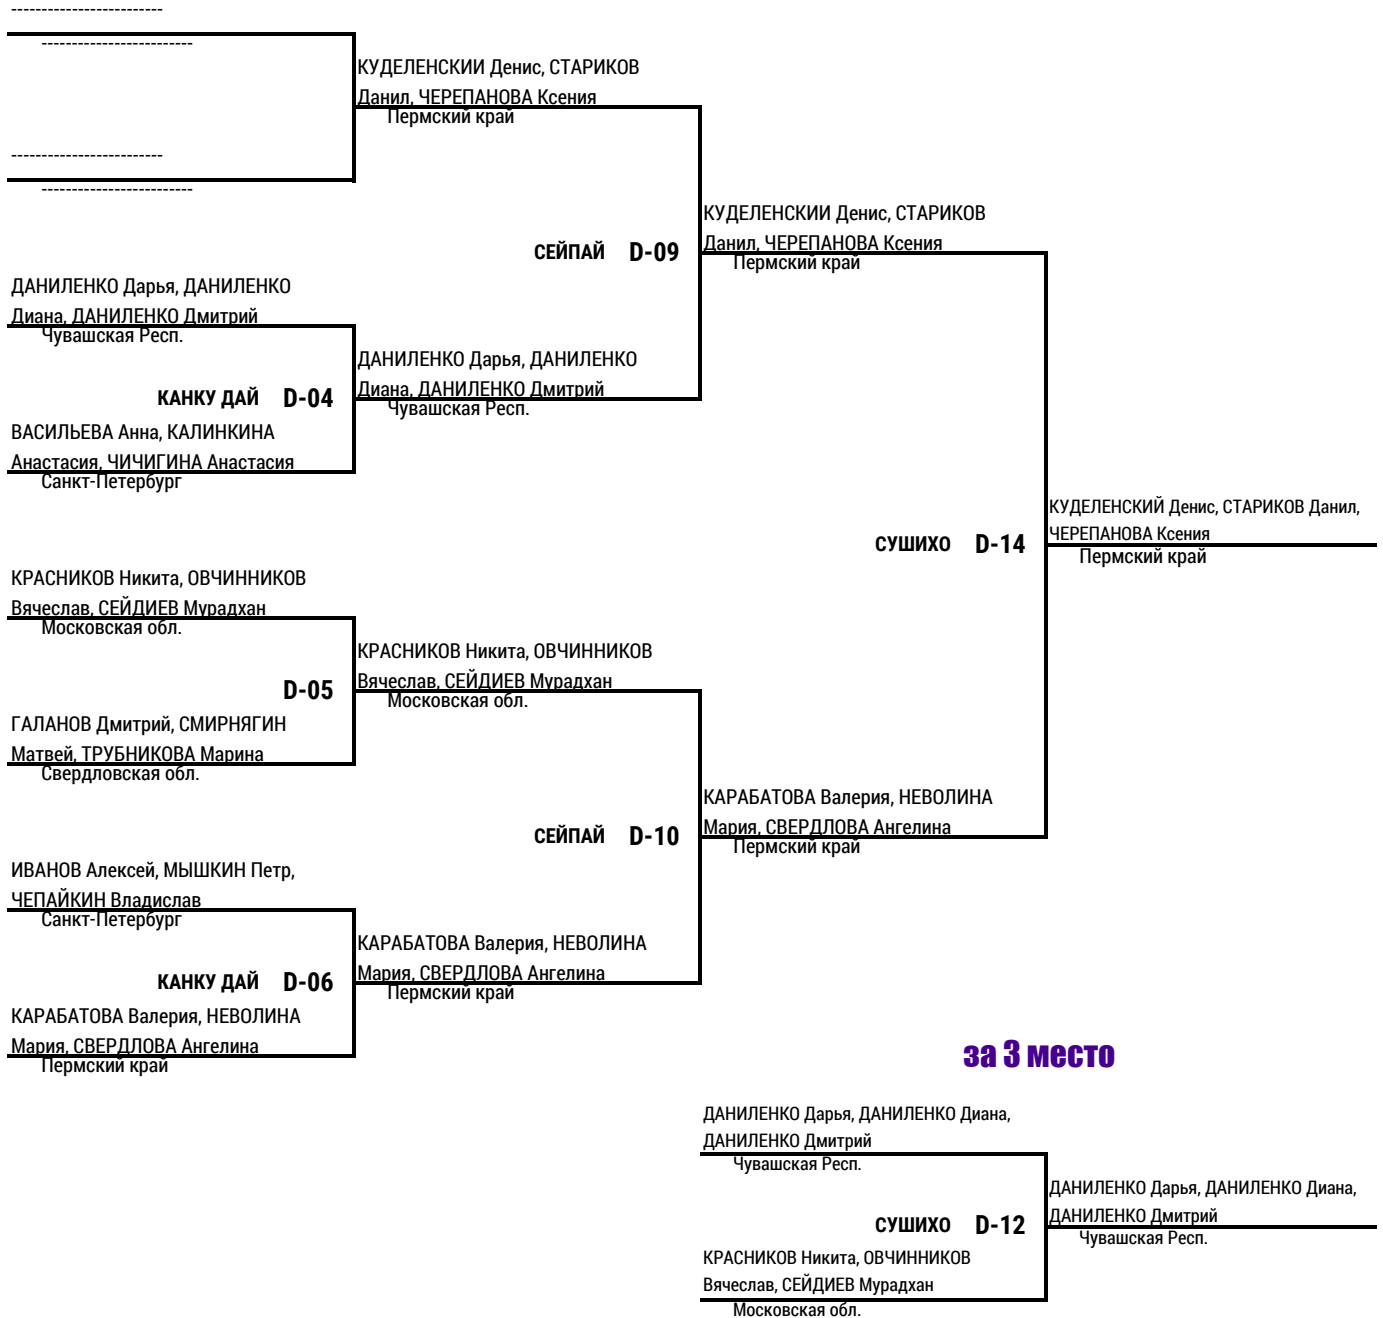 -------------------------
-------------------------
КУДЕЛЕНСКИИ Денис, СТАРИКОВ
Данил, ЧЕРЕПАНОВА Ксения
Пермский край
-------------------------
-------------------------
КУДЕЛЕНСКИИ Денис, СТАРИКОВ
Данил, ЧЕРЕПАНОВА Ксения
Пермский край
СЕЙПАЙ D-09
ДАНИЛЕНКО Дарья, ДАНИЛЕНКО
Диана, ДАНИЛЕНКО Дмитрий
Чувашская Респ.
ДАНИЛЕНКО Дарья, ДАНИЛЕНКО
Диана, ДАНИЛЕНКО Дмитрий
Чувашская Респ.
КАНКУ ДАЙ D-04
ВАСИЛЬЕВА Анна, КАЛИНКИНА
Анастасия, ЧИЧИГИНА Анастасия
Санкт-Петербург
КУДЕЛЕНСКИЙ Денис, СТАРИКОВ Данил,
ЧЕРЕПАНОВА Ксения
Пермский край
СУШИХО D-14
КРАСНИКОВ Никита, ОВЧИННИКОВ
Вячеслав, СЕЙДИЕВ Мурадхан
Московская обл.
КРАСНИКОВ Никита, ОВЧИННИКОВ
Вячеслав, СЕЙДИЕВ Мурадхан
Московская обл.
D-05
ГАЛАНОВ Дмитрий, СМИРНЯГИН
Матвей, ТРУБНИКОВА Марина
Свердловская обл.
КАРАБАТОВА Валерия, НЕВОЛИНА
Мария, СВЕРДЛОВА Ангелина
Пермский край
СЕЙПАЙ D-10
ИВАНОВ Алексей, МЫШКИН Петр,
ЧЕПАЙКИН Владислав
Санкт-Петербург
КАРАБАТОВА Валерия, НЕВОЛИНА
Мария, СВЕРДЛОВА Ангелина
Пермский край
КАНКУ ДАЙ D-06
КАРАБАТОВА Валерия, НЕВОЛИНА
Мария, СВЕРДЛОВА Ангелина
Пермский край
за 3 место
ДАНИЛЕНКО Дарья, ДАНИЛЕНКО Диана,
ДАНИЛЕНКО Дмитрий
Чувашская Респ.
ДАНИЛЕНКО Дарья, ДАНИЛЕНКО Диана,
ДАНИЛЕНКО Дмитрий
Чувашская Респ.
СУШИХО D-12
КРАСНИКОВ Никита, ОВЧИННИКОВ
Вячеслав, СЕЙДИЕВ Мурадхан
Московская обл.